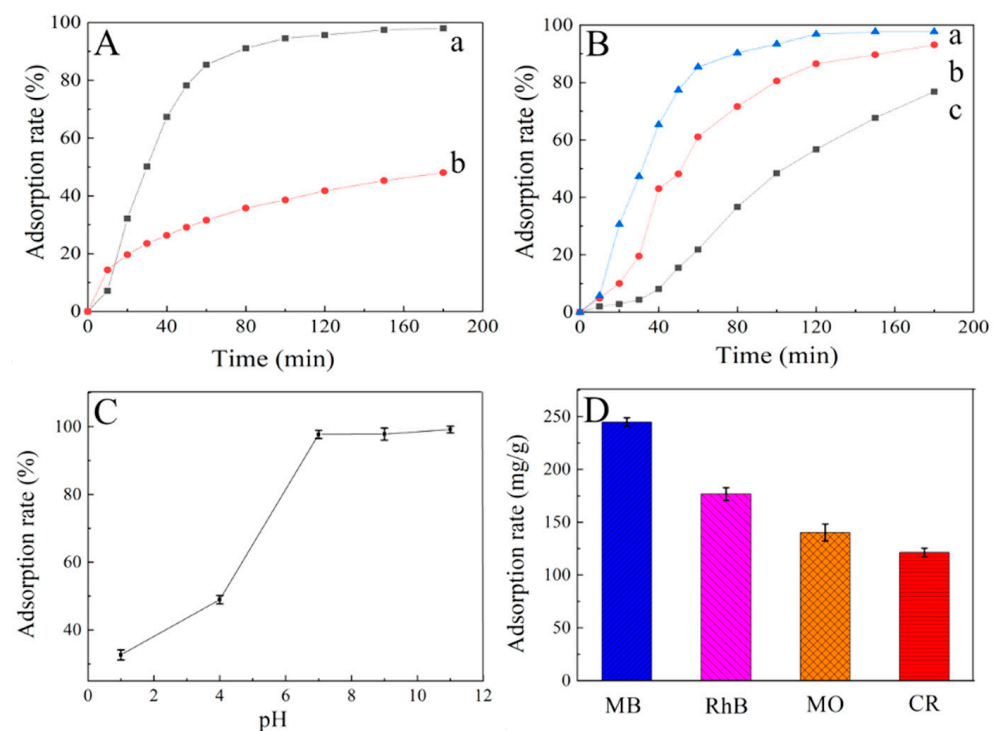 A
a
b
Adsorption rate (%)
100
80
60
40
20
0
0 40 80 120 160 200
Time (min)
B
a
b
c
Adsorption rate (%)
100
80
60
40
20
0
0 40 80 120 160 200
Time (min)
C
Adsorption rate (%)
100
80
60
40
0 2 4 6 8 10 12
pH
D
Adsorption rate (mg/g)
250
200
150
100
50
0
MB RhB MO CR